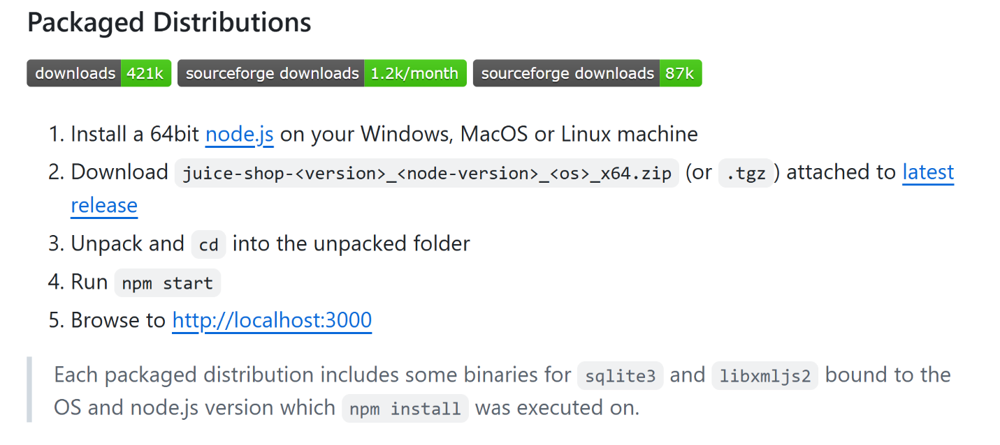 Packaged Distributions
downloads 421k sourceforge downloads 1.2k/month sourceforge downloads 87k
1. Install a 64bit node.js on your Windows, MacOS or Linux machine
2. Download juice-shop-<version>_<node-version>_<os>_x64.zip (or .tgz) attached to latest
release
3. Unpack and cd into the unpacked folder
4. Run npm start
5. Browse to http://localhost:3000
Each packaged distribution includes some binaries for sqlite3 and libxmljs2 bound to the
OS and node.js version which npm install was executed on.